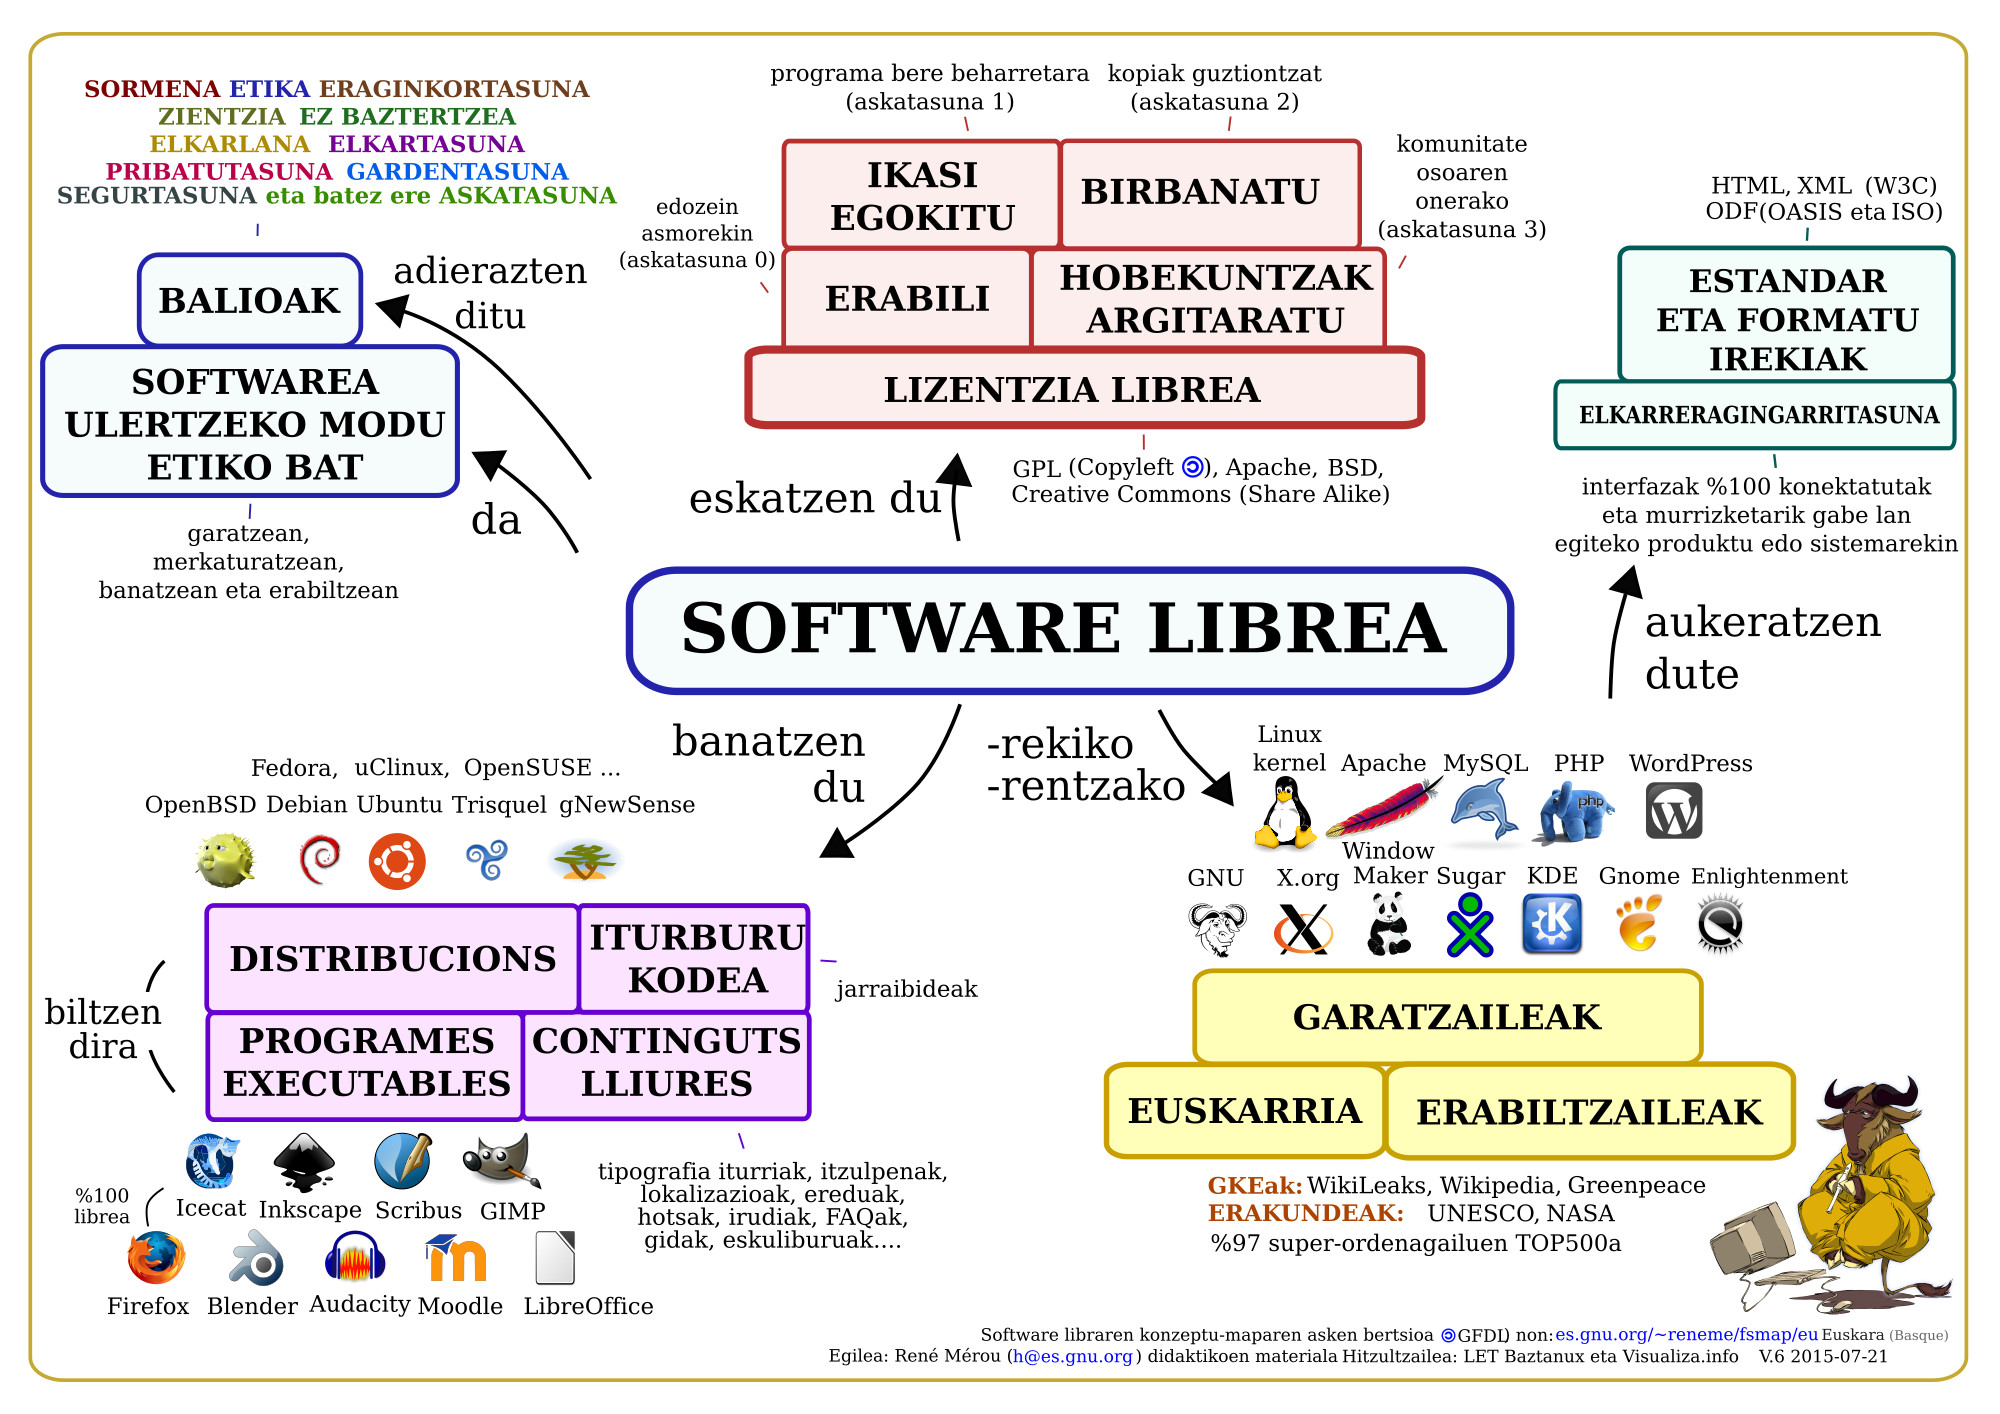 SORMENA ETIKA ERAGINKORTASUNA
ZIENTZIA EZ BAZTERTZEA
ELKARLANA ELKARTASUNA
PRIBATUTASUNA GARDENTASUNA
SEGURTASUNA eta batez ere ASKATASUNA
BALIOAK
adierazten
ditu
SOFTWAREA
ULERTZEKO MODU
ETIKO BAT
da
garatzean,
merkaturatzean,
banatzean eta erabiltzean
programa bere beharretara
(askatasuna 1)
kopiak guztiontzat
(askatasuna 2)
komunitate
osoaren
onerako
(askatasuna 3)
edozein
asmorekin
(askatasuna 0)
IKASI
EGOKITU
BIRBANATU
ERABILI
HOBEKUNTZAK
ARGITARATU
LIZENTZIA LIBREA
eskatzen du
GPL (Copyleft ), Apache, BSD,
Creative Commons (Share Alike)
HTML, XML (W3C)
ODF(OASIS eta ISO)
ESTANDAR
ETA FORMATU
IREKIAK
ELKARRERAGINGARRITASUNA
interfazak %100 konektatutak
eta murrizketarik gabe lan
egiteko produktu edo sistemarekin
aukeratzen
dute
SOFTWARE LIBREA
banatzen
du
-rekiko
-rentzako
Fedora, uClinux, OpenSUSE ...
OpenBSD Debian Ubuntu Trisquel gNewSense
DISTRIBUCIONS
ITURBURU
KODEA
PROGRAMES
EXECUTABLES
CONTINGUTS
LLIURES
jarraibideak
biltzen
dira
Icecat Inkscape Scribus GIMP
%100
librea
Firefox Blender Audacity Moodle LibreOffice
tipografia iturriak, itzulpenak,
lokalizazioak, ereduak,
hotsak, irudiak, FAQak,
gidak, eskuliburuak....
Linux
kernel Apache MySQL PHP WordPress
php
GNU X.org Window
Maker Sugar KDE Gnome Enlightenment
GARATZAILEAK
EUSKARRIA
ERABILTZAILEAK
GKEak: WikiLeaks, Wikipedia, Greenpeace
ERAKUNDEAK: UNESCO, NASA
%97 super-ordenagailuen TOP500a
Software libraren konzeptu-maparen asken bertsioa GFDL) non: es.gnu.org/~reneme/fsmap/eu Euskara (Basque)
Egilea: René Mérou (h@es.gnu.org) didaktikoen materiala Hitzultzailea: LET Baztanux eta Visualiza.info V.6 2015-07-21